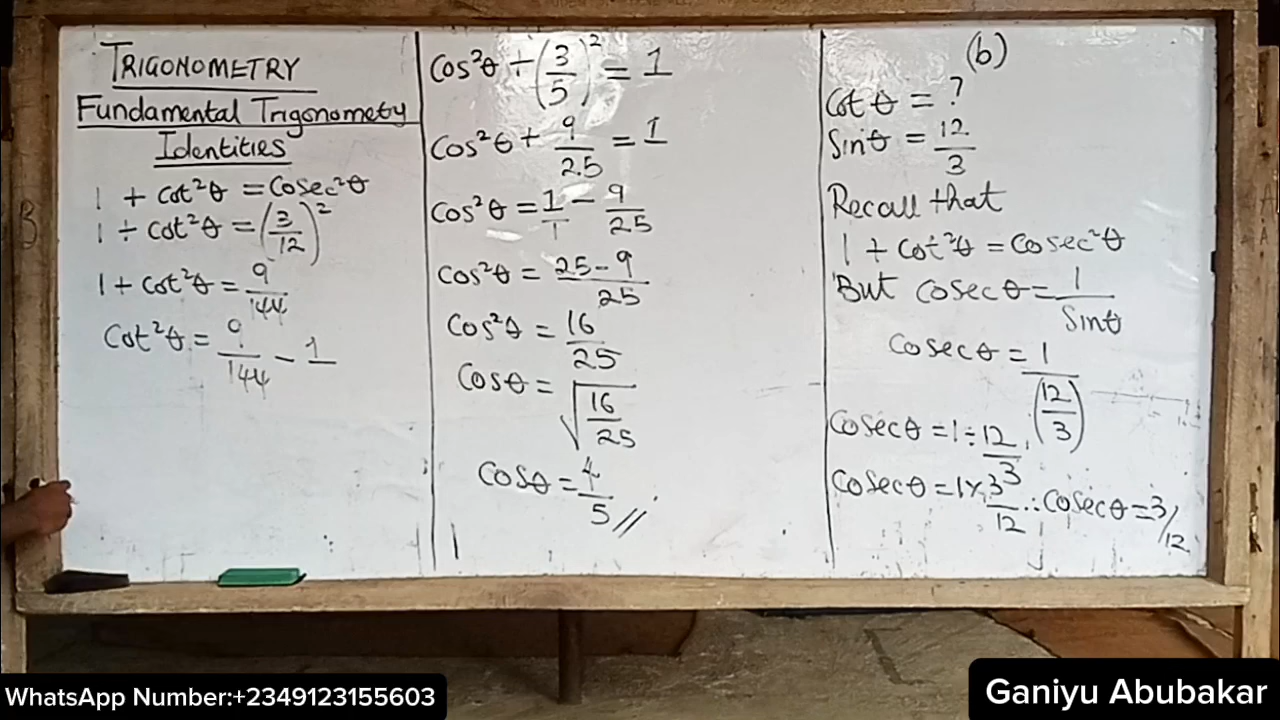 TRIGONOMETRY
Fundamental Trigonometry
Identities
1 + cot²θ = Cosec²θ
1 + cot²θ = (3/12)²
1 + cot²θ = 9/144
Cot²θ = 9/144 - 1
Cos²θ + (3/5)² = 1
Cos²θ + 9/25 = 1
Cos²θ = 1/1 - 9/25
Cos²θ = 25-9/25
Cos²θ = 16/25
Cosθ = √16/25
Cosθ = 4/5 //
(b)
Cot θ = ?
Sinθ = 12/3
Recall that
1 + Cot²θ = Cosec²θ
But Cosecθ = 1/Sinθ
Cosecθ = 1/(12/3)
Cosecθ = 1 ÷ 12/3
Cosecθ = 1 × 3/12 ∴ Cosecθ = 3/12
WhatsApp Number:+2349123155603
Ganiyu Abubakar